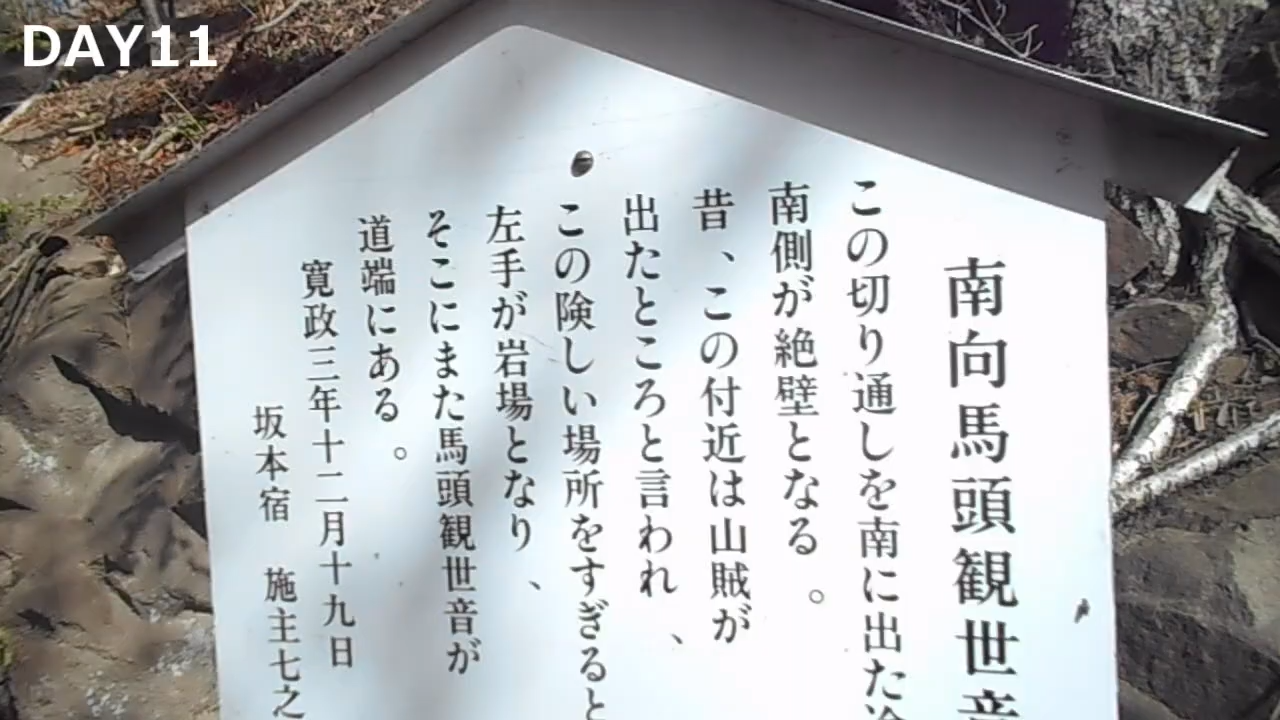 DAY11
南向馬頭観世音
この切り通しを南に出た途
南側が絶壁となる。
昔、この付近は山賊が
出たところと言われ、
この険しい場所をすぎると
左手が岩場となり、
そこにまた馬頭観世音が
道端にある。
寛政三年十二月十九日
坂本宿 施主七之